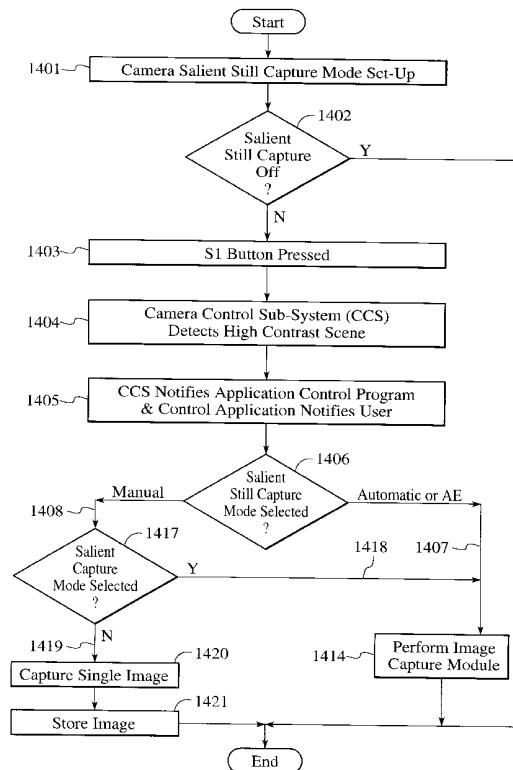 Start
1401
Camera Salient Still Capture Mode Set-Up
1402
Salient
Still Capture
Off
?
Y
N
1403
S1 Button Pressed
1404
Camera Control Sub-System (CCS)
Detects High Contrast Scene
1405
CCS Notifies Application Control Program
& Control Application Notifies User
1406
Salient
Still Capture
Mode Selected
?
Manual
Automatic or AE
1408
1407
1417
Salient
Capture
Mode Selected
?
Y
1418
N
1419
1420
Capture Single Image
1414
Perform Image
Capture Module
1421
Store Image
End